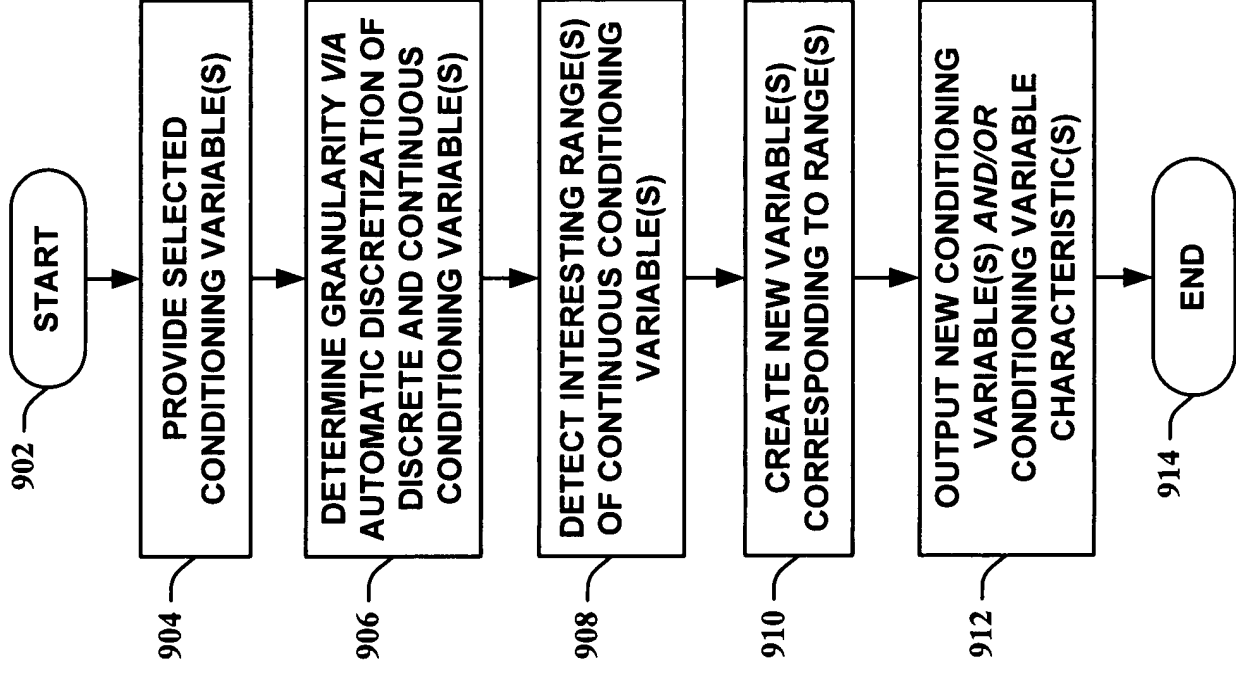 START
902
PROVIDE SELECTED
CONDITIONING VARIABLE(S)
904
DETERMINE GRANULARITY VIA
AUTOMATIC DISCRETIZATION OF
DISCRETE AND CONTINUOUS
CONDITIONING VARIABLE(S)
906
DETECT INTERESTING RANGE(S)
OF CONTINUOUS CONDITIONING
VARIABLE(S)
908
CREATE NEW VARIABLE(S)
CORRESPONDING TO RANGE(S)
910
OUTPUT NEW CONDITIONING
VARIABLE(S) AND/OR
CONDITIONING VARIABLE
CHARACTERISTIC(S)
912
END
914